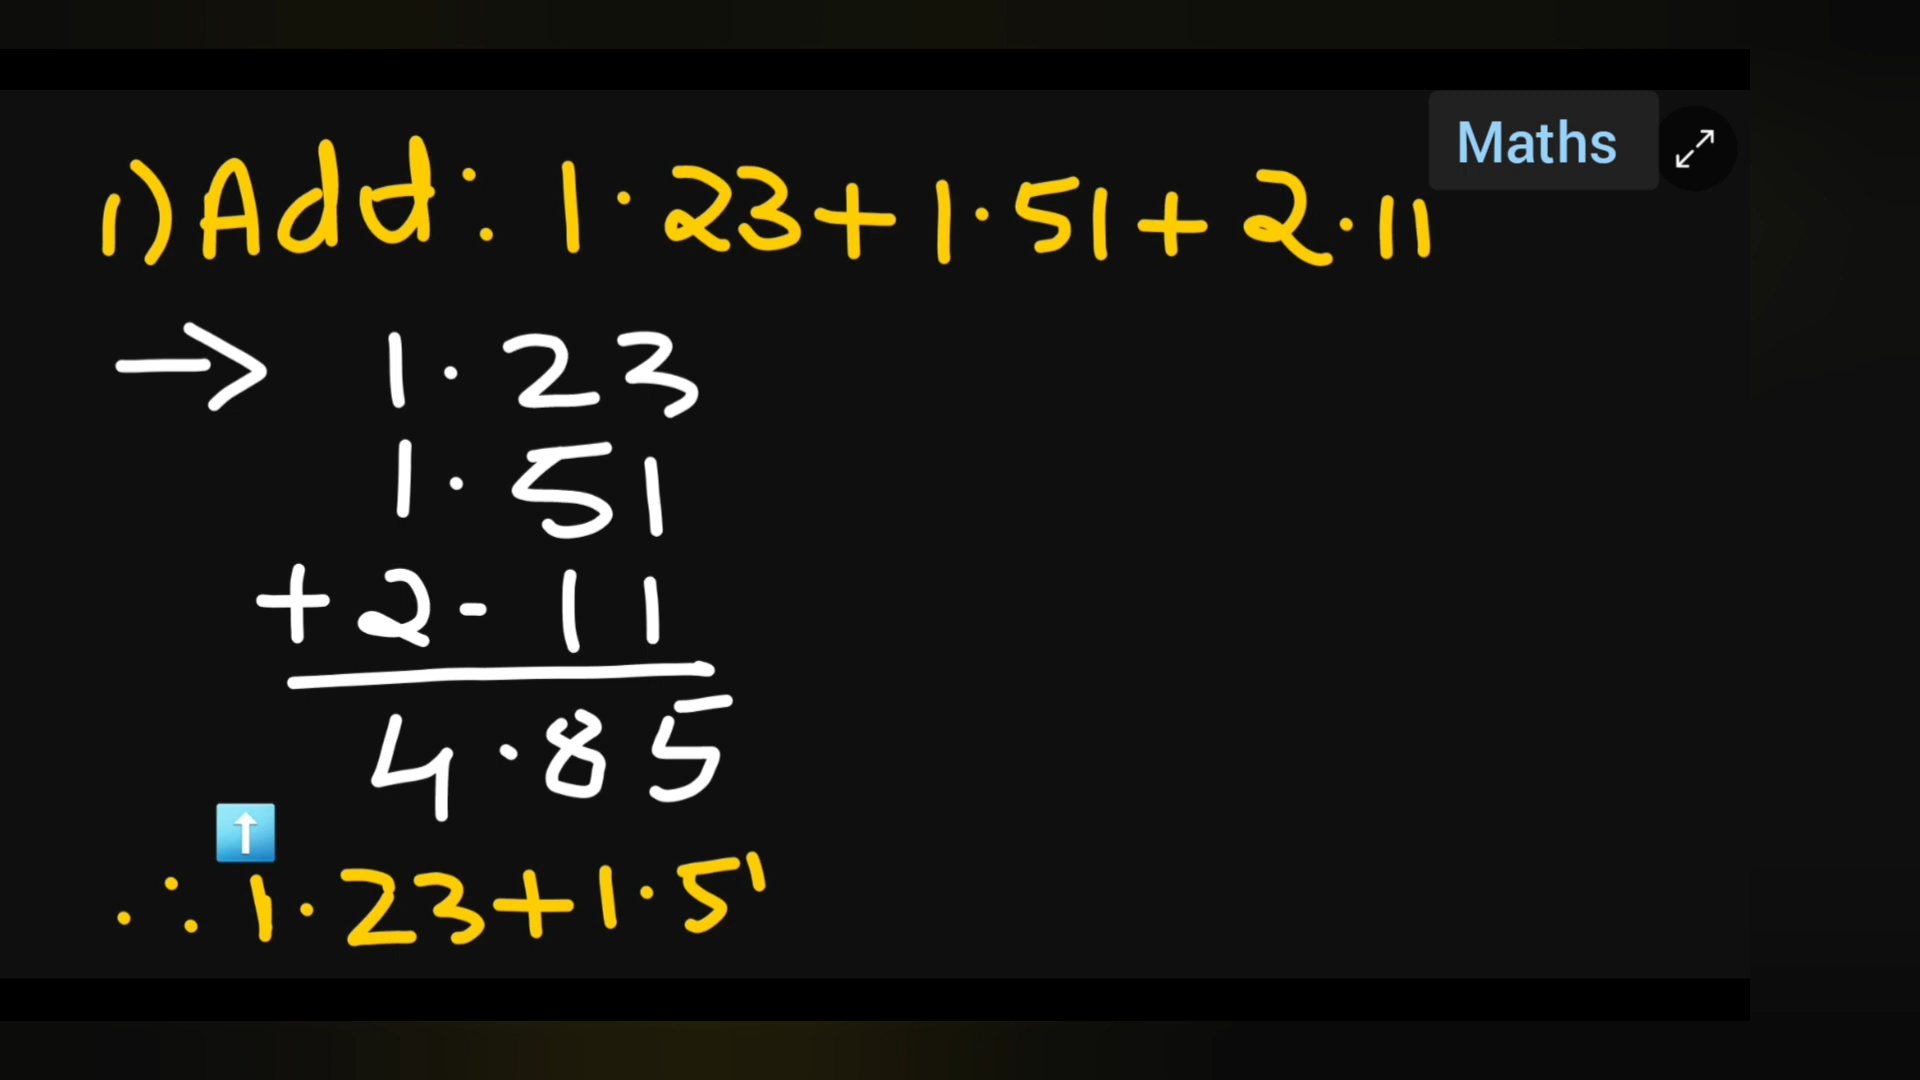 Maths
1) Add: 1.23 + 1.51 + 2.11
→ 1.23
1.51
+ 2.11
4.85
∴ 1.23 + 1.51